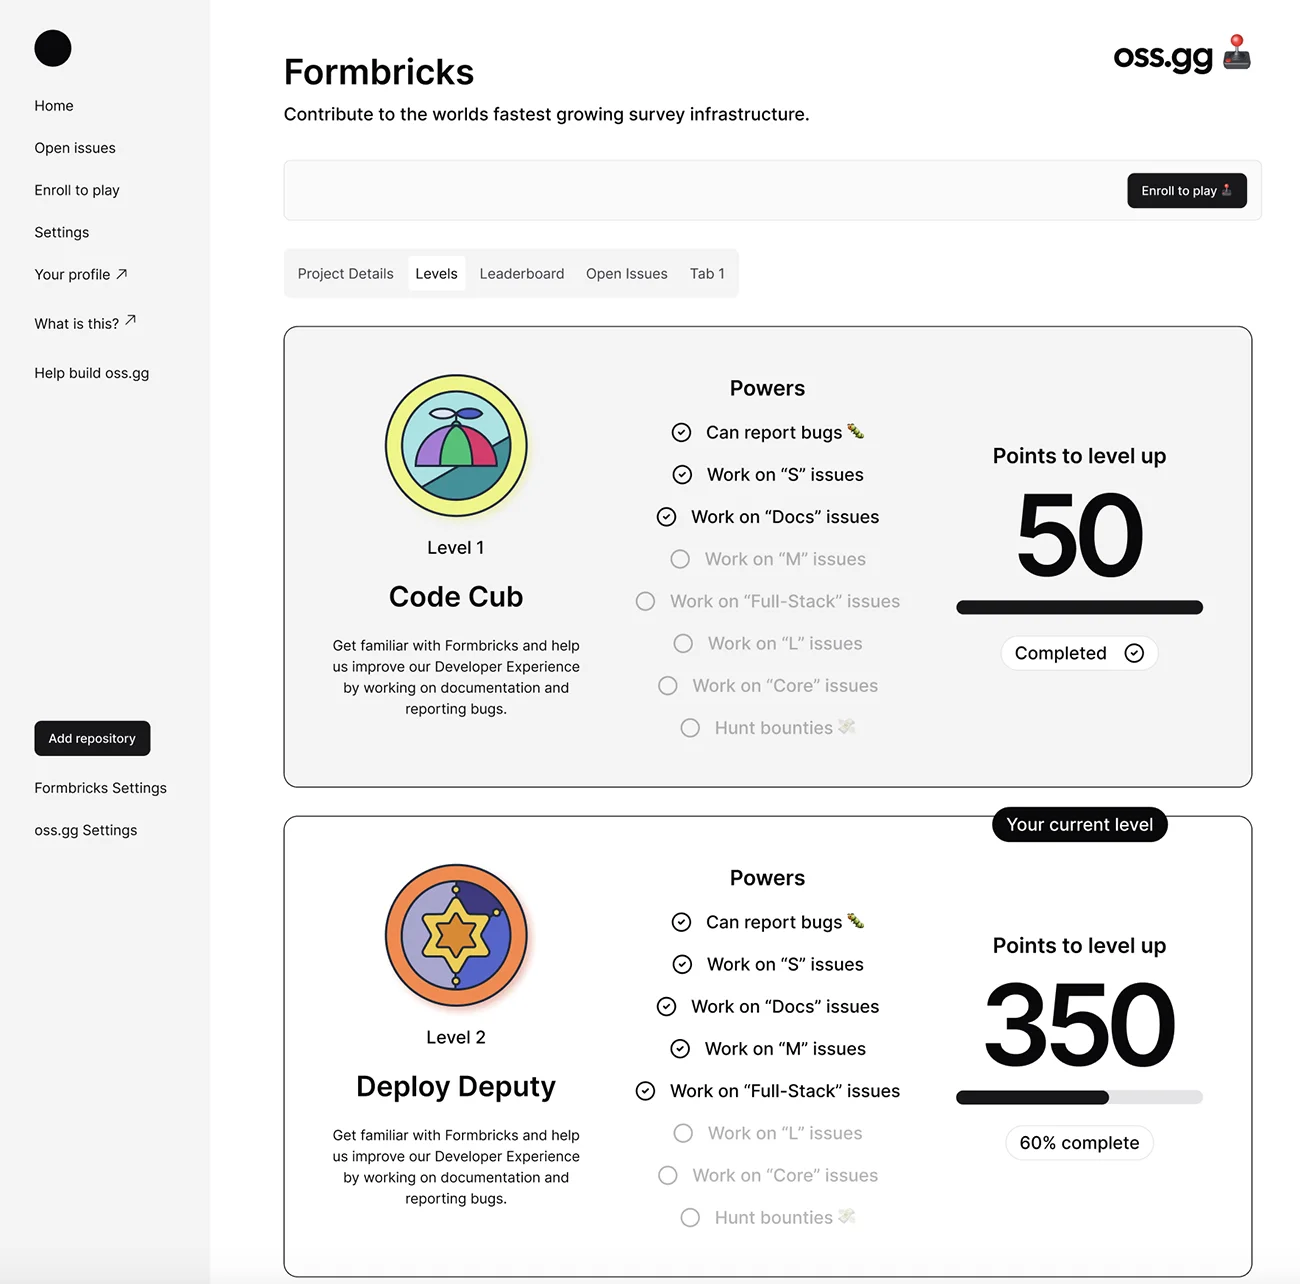 Home
Open issues
Enroll to play
Settings
Your profile ↗
What is this? ↗
Help build oss.gg
Add repository
Formbricks Settings
oss.gg Settings
Formbricks
oss.gg 🕹️
Contribute to the worlds fastest growing survey infrastructure.
Enroll to play 🕹️
Project Details
Levels
Leaderboard
Open Issues
Tab 1
Level 1
Code Cub
Get familiar with Formbricks and help
us improve our Developer Experience
by working on documentation and
reporting bugs.
Powers
Can report bugs 🐛
Work on “S” issues
Work on “Docs” issues
Work on “M” issues
Work on “Full-Stack” issues
Work on “L” issues
Work on “Core” issues
Hunt bounties 💸
Points to level up
50
Completed
Your current level
Level 2
Deploy Deputy
Get familiar with Formbricks and help
us improve our Developer Experience
by working on documentation and
reporting bugs.
Powers
Can report bugs 🐛
Work on “S” issues
Work on “Docs” issues
Work on “M” issues
Work on “Full-Stack” issues
Work on “L” issues
Work on “Core” issues
Hunt bounties 💸
Points to level up
350
60% complete